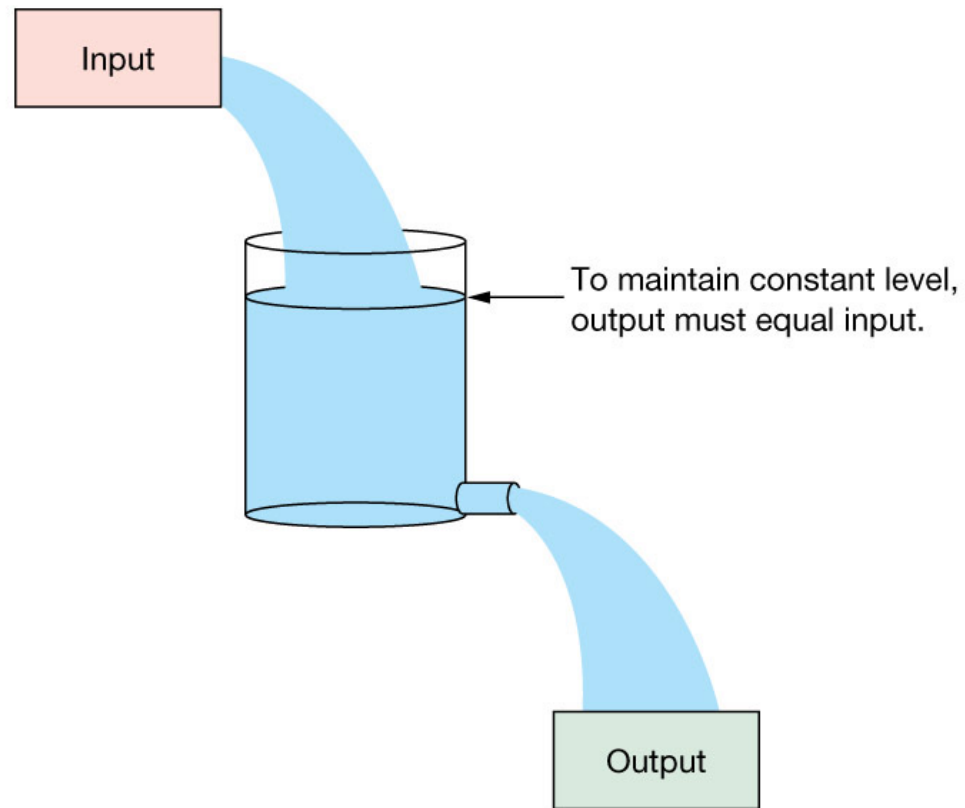 Input
To maintain constant level,
output must equal input.
Output